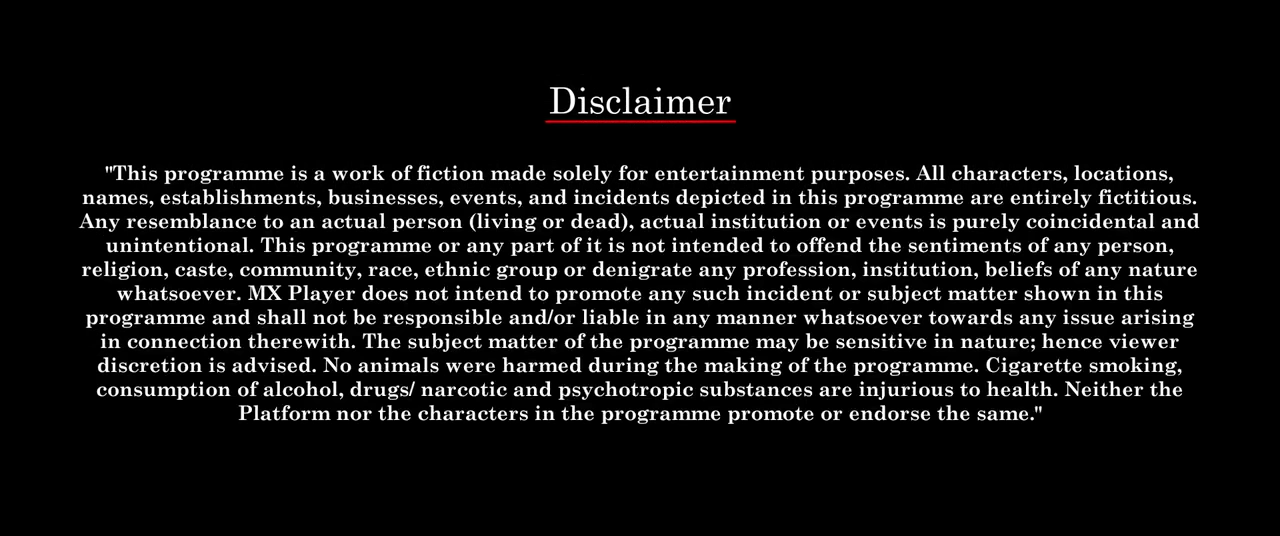 Disclaimer
"This programme is a work of fiction made solely for entertainment purposes. All characters, locations,
names, establishments, businesses, events, and incidents depicted in this programme are entirely fictitious.
Any resemblance to an actual person (living or dead), actual institution or events is purely coincidental and
unintentional. This programme or any part of it is not intended to offend the sentiments of any person,
religion, caste, community, race, ethnic group or denigrate any profession, institution, beliefs of any nature
whatsoever. MX Player does not intend to promote any such incident or subject matter shown in this
programme and shall not be responsible and/or liable in any manner whatsoever towards any issue arising
in connection therewith. The subject matter of the programme may be sensitive in nature; hence viewer
discretion is advised. No animals were harmed during the making of the programme. Cigarette smoking,
consumption of alcohol, drugs/ narcotic and psychotropic substances are injurious to health. Neither the
Platform nor the characters in the programme promote or endorse the same."